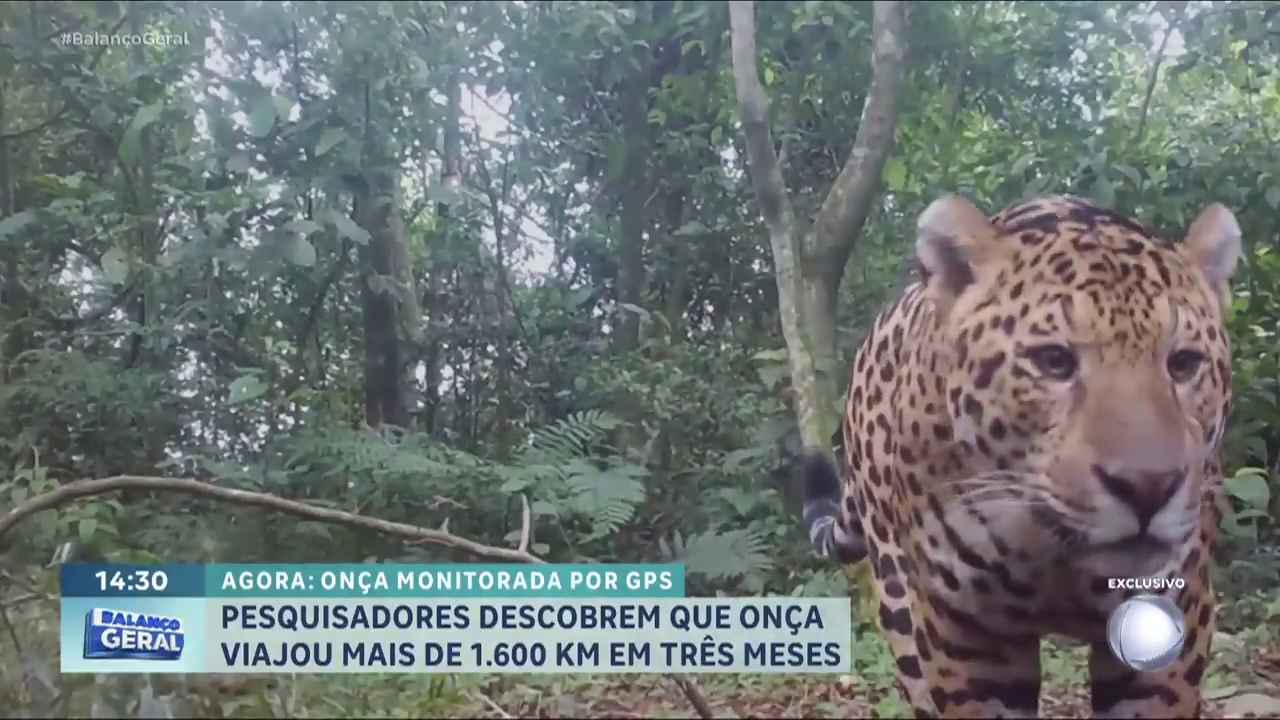 #BalançoGeral
14:30
AGORA: ONÇA MONITORADA POR GPS
BALANÇO
GERAL
PESQUISADORES DESCOBREM QUE ONÇA
VIAJOU MAIS DE 1.600 KM EM TRÊS MESES
EXCLUSIVO